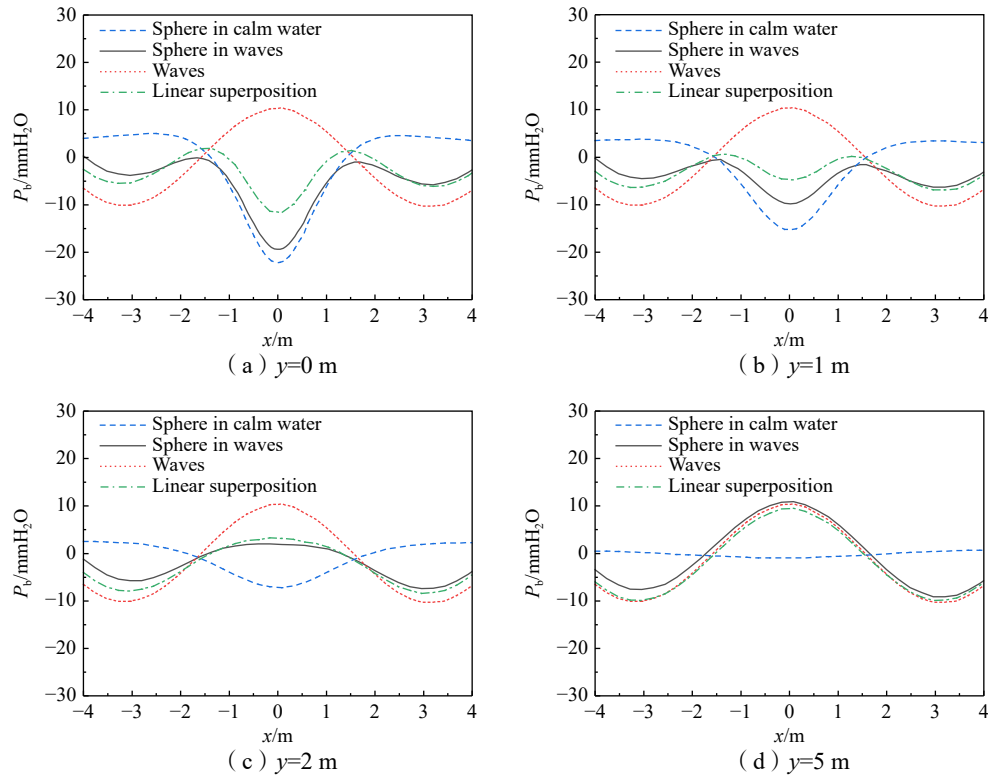 30
20
10
0
−10
−20
−30
P_b/mmH₂O
Sphere in calm water
Sphere in waves
Waves
Linear superposition
−4 −3 −2 −1 0 1 2 3 4
x/m
（a）y=0 m
30
20
10
0
−10
−20
−30
P_b/mmH₂O
Sphere in calm water
Sphere in waves
Waves
Linear superposition
−4 −3 −2 −1 0 1 2 3 4
x/m
（b）y=1 m
30
20
10
0
−10
−20
−30
P_b/mmH₂O
Sphere in calm water
Sphere in waves
Waves
Linear superposition
−4 −3 −2 −1 0 1 2 3 4
x/m
（c）y=2 m
30
20
10
0
−10
−20
−30
P_b/mmH₂O
Sphere in calm water
Sphere in waves
Waves
Linear superposition
−4 −3 −2 −1 0 1 2 3 4
x/m
（d）y=5 m